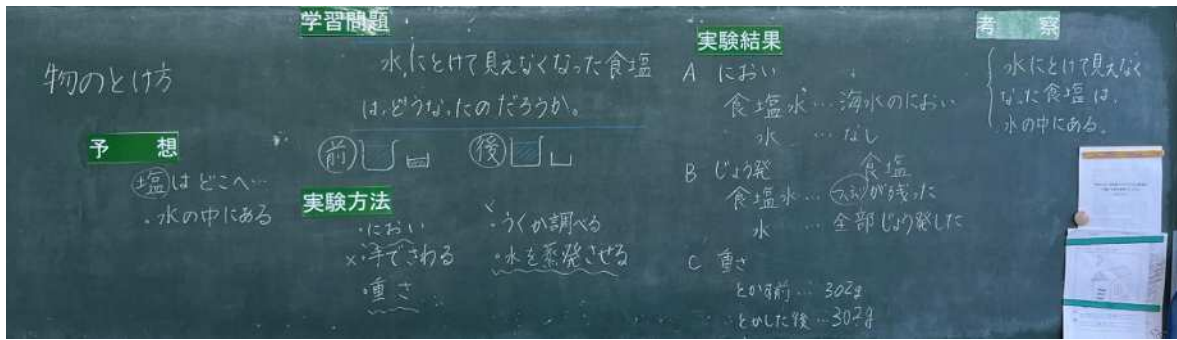 物のとけ方
予 想
塩はどこへ…
・水の中にある
学習問題
水にとけて見えなくなった食塩
は、どうなったのだろうか。
前
後
実験方法
・におい
×・手でさわる
・重さ
・うくか調べる
・水を蒸発させる
実験結果
A におい
食塩水…海水のにおい
水 …なし
B じょう発
食塩
食塩水…つぶが残った
水 …全部じょう発した
C 重さ
とかす前…302g
とかした後…302g
考 察
水にとけて見えなく
なった食塩は、
水の中にある。